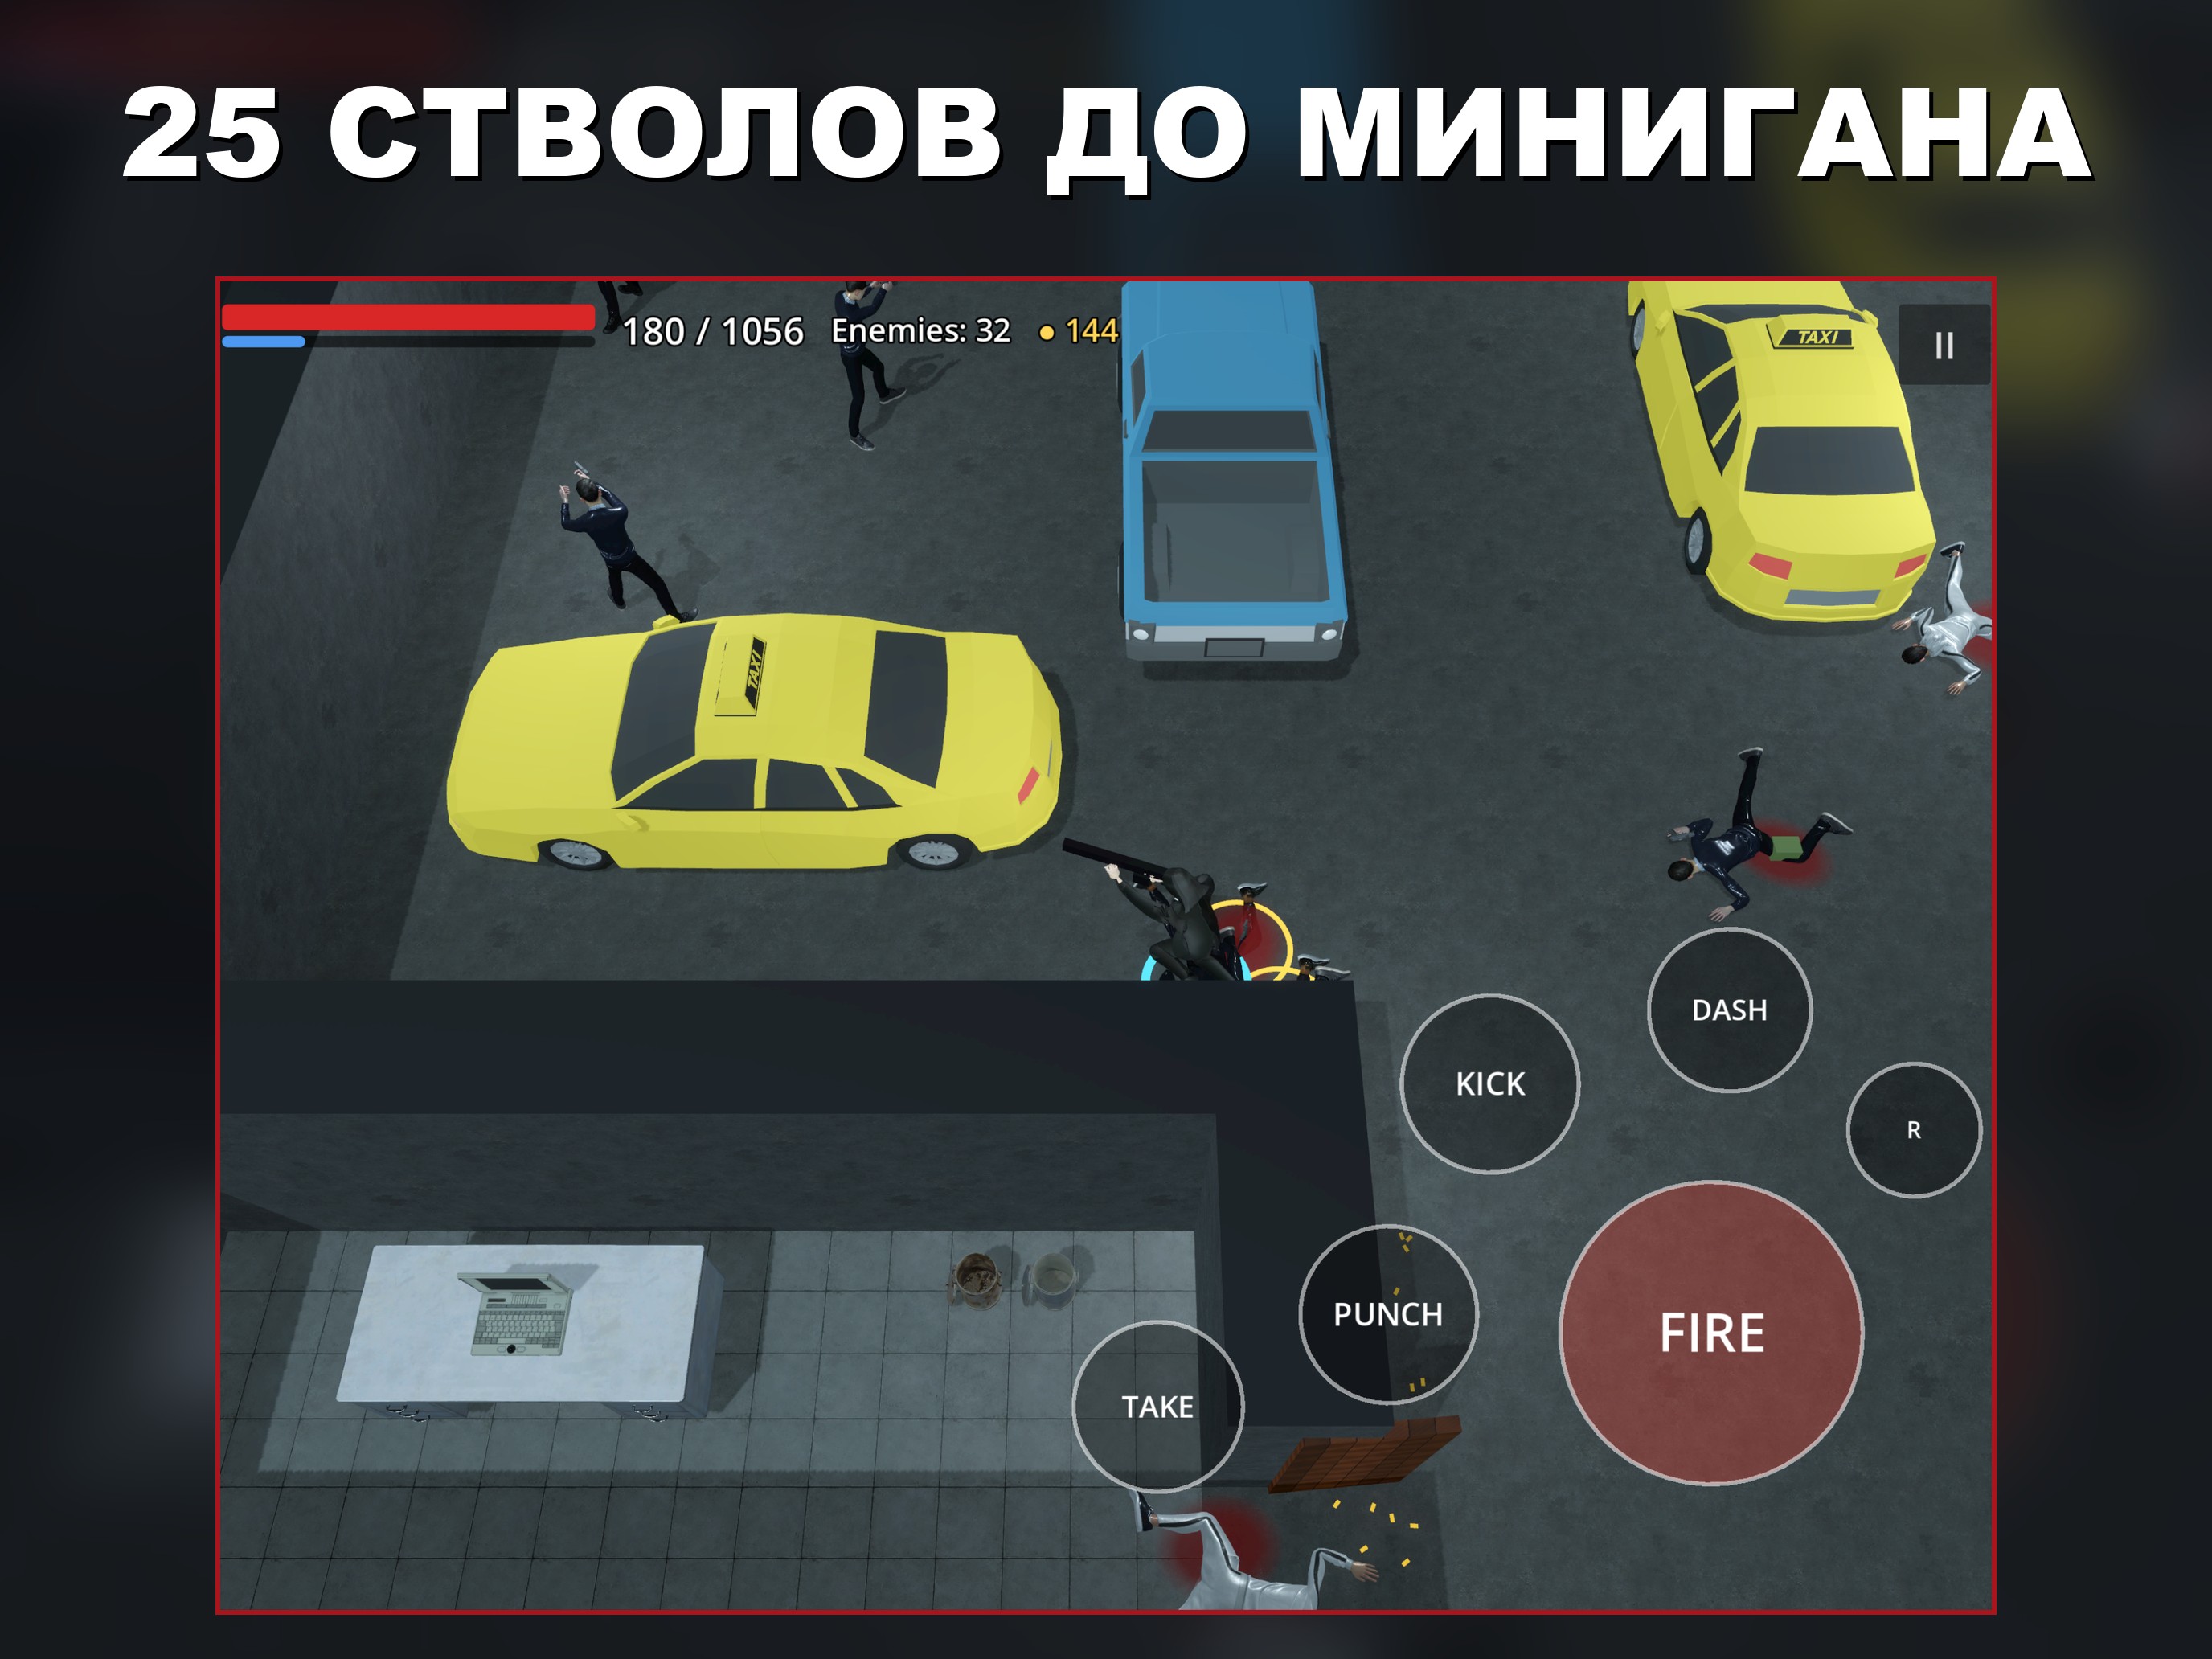 25 СТВОЛОВ ДО МИНИГАНА
180 / 1056 Enemies: 32 144
TAXI
TAXI
DASH
KICK
R
PUNCH
FIRE
TAKE